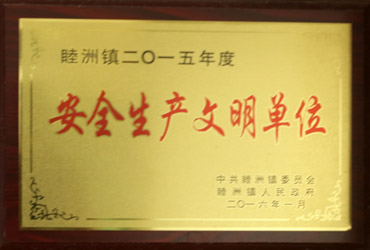 睦洲镇二〇一五年度
安全生产文明单位
中共睦洲镇委员会
睦洲镇人民政府
二〇一六年一月